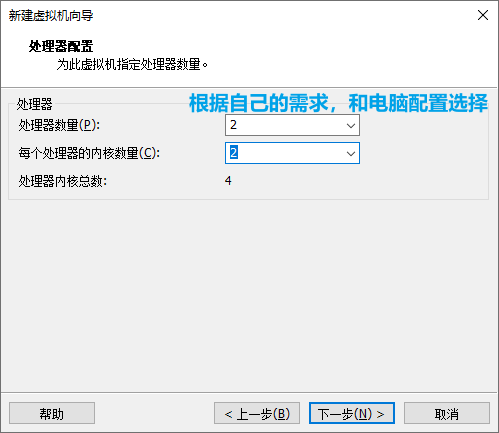 新建虚拟机向导
处理器配置
为此虚拟机指定处理器数量。
处理器
根据自己的需求，和电脑配置选择
处理器数量(P): 2
每个处理器的内核数量(C): 2
处理器内核总数: 4
帮助 < 上一步(B) 下一步(N) > 取消